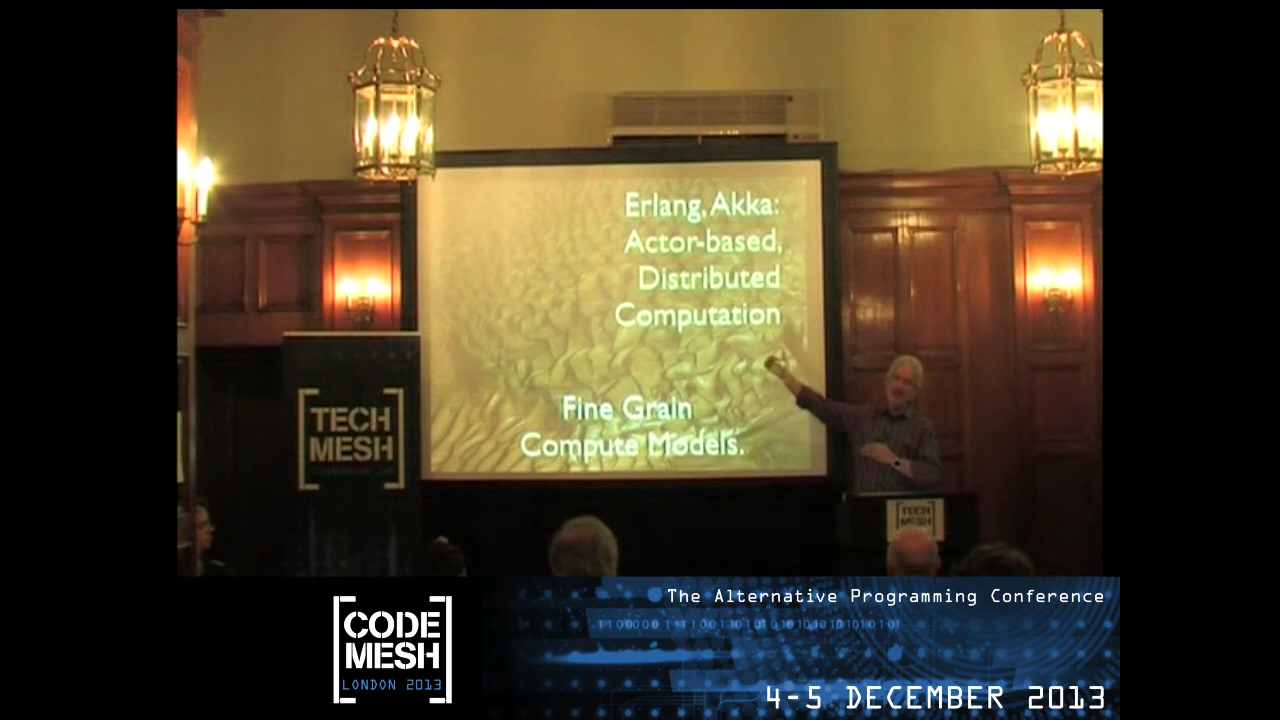 Erlang, Akka:
Actor-based,
Distributed
Computation
Fine Grain
Compute Models.
TECH
MESH
TECH
MESH
CODE
MESH
LONDON 2013
The Alternative Programming Conference
4-5 DECEMBER 2013